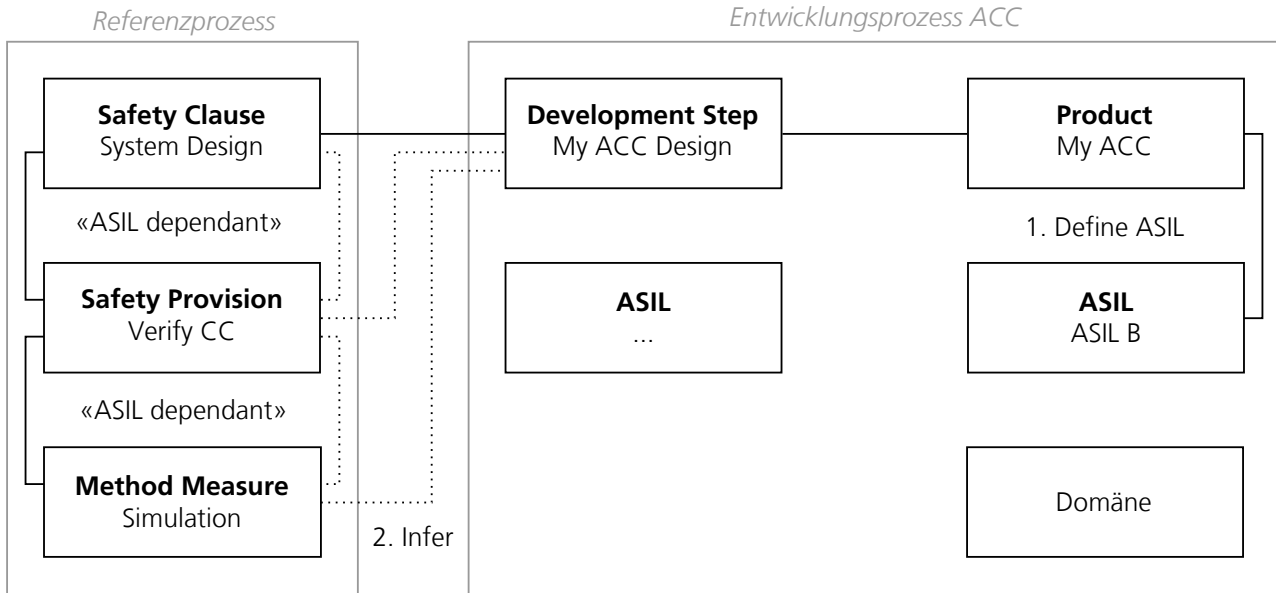 Referenzprozess
Entwicklungsprozess ACC
Safety Clause
System Design
Development Step
My ACC Design
Product
My ACC
«ASIL dependant»
1. Define ASIL
Safety Provision
Verify CC
ASIL
...
ASIL
ASIL B
«ASIL dependant»
Method Measure
Simulation
2. Infer
Domäne